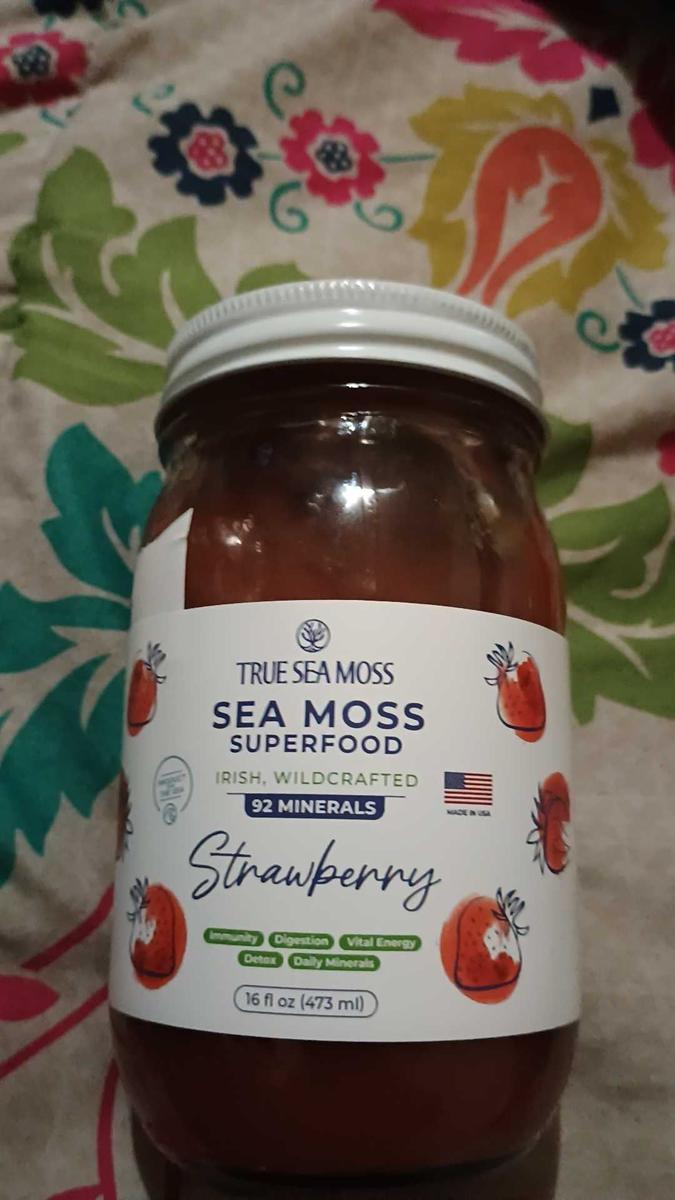 TRUE SEA MOSS
SEA MOSS
SUPERFOOD
IRISH, WILDCRAFTED
92 MINERALS
MADE IN USA
Strawberry
Immunity Digestion Vital Energy
Detox Daily Minerals
16 fl oz (473 ml)